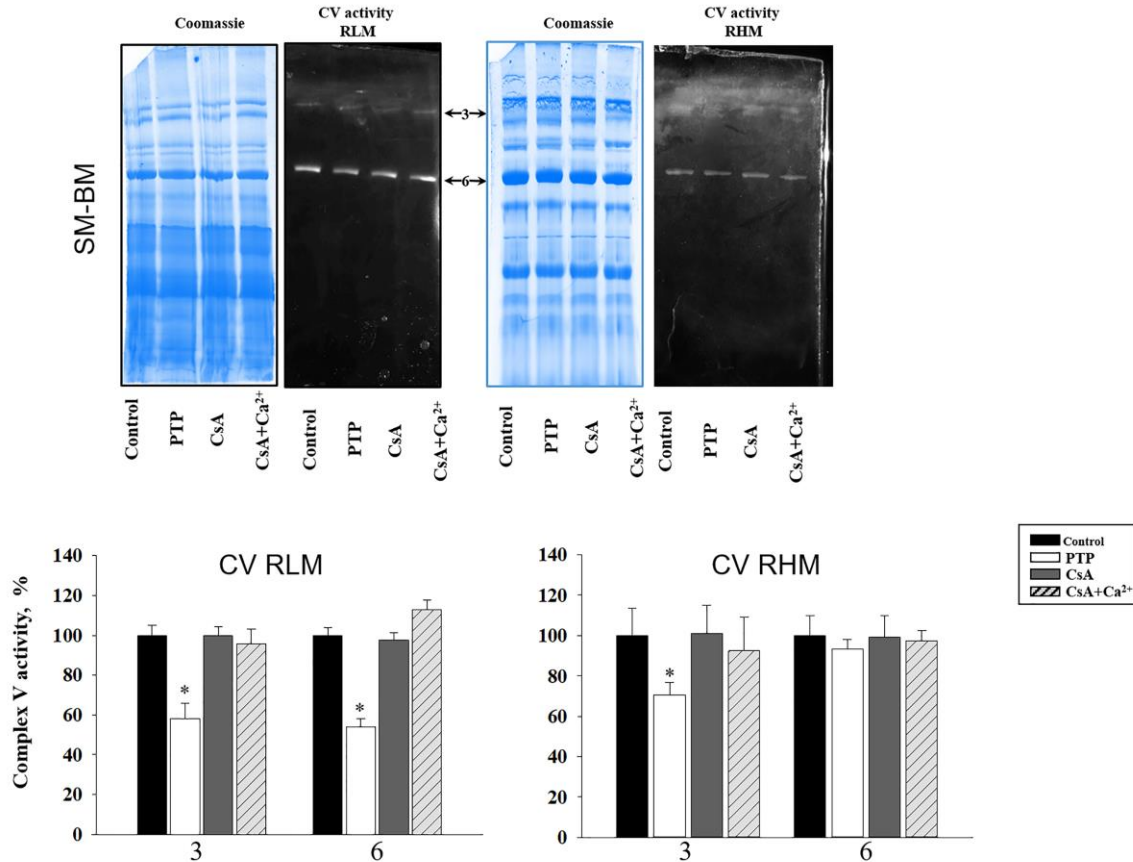 Coomassie
CV activity
RLM
Coomassie
CV activity
RHM
SM-BM
3
6
Control
PTP
CsA
CsA+Ca²⁺
Control
PTP
CsA
CsA+Ca²⁺
Control
PTP
CsA
CsA+Ca²⁺
Control
PTP
CsA
CsA+Ca²⁺
Control
PTP
CsA
CsA+Ca²⁺
Complex V activity, %
CV RLM
140
120
100
80
60
40
20
0
*
*
3
6
CV RHM
140
120
100
80
60
40
20
0
*
3
6